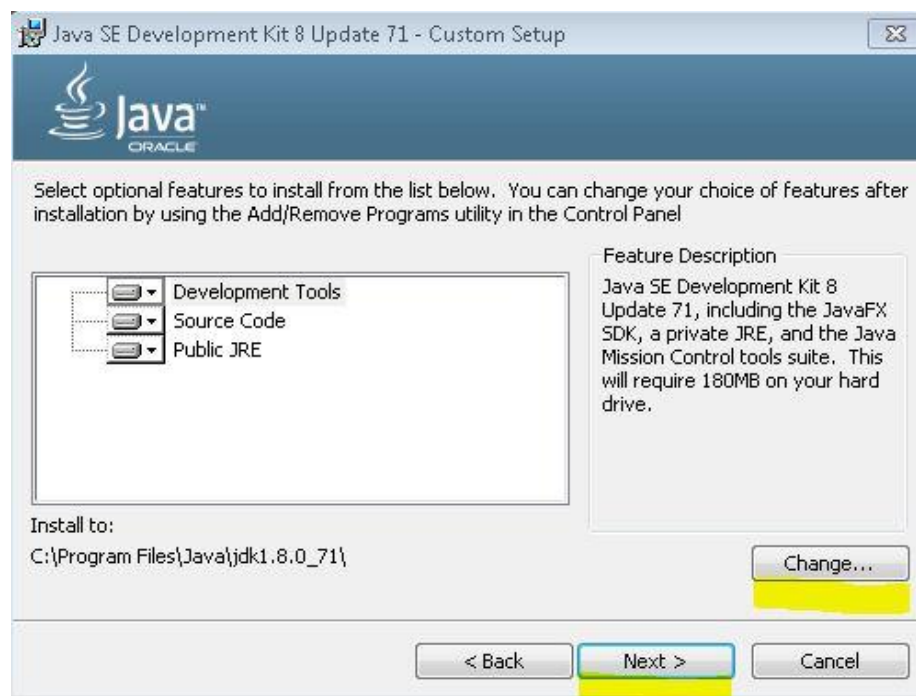 Java SE Development Kit 8 Update 71 - Custom Setup
Java™
ORACLE
Select optional features to install from the list below. You can change your choice of features after
installation by using the Add/Remove Programs utility in the Control Panel
Development Tools
Source Code
Public JRE
Feature Description
Java SE Development Kit 8
Update 71, including the JavaFX
SDK, a private JRE, and the Java
Mission Control tools suite. This
will require 180MB on your hard
drive.
Install to:
C:\Program Files\Java\jdk1.8.0_71\
Change...
< Back
Next >
Cancel